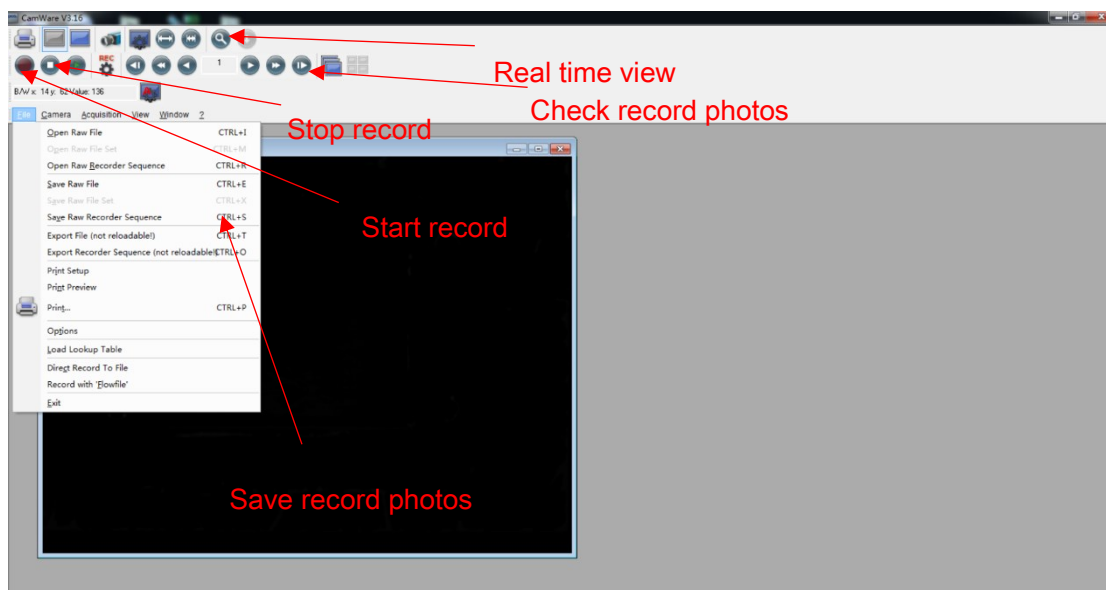 CamWare V3.16
REC
1
B/W x: 14 y: 62 Value: 136
File Camera Acquisition View Window 2
Open Raw File CTRL+I
Open Raw File Set CTRL+M
Open Raw Recorder Sequence CTRL+R
Save Raw File CTRL+E
Save Raw File Set CTRL+X
Save Raw Recorder Sequence CTRL+S
Export File (not reloadable!) CTRL+T
Export Recorder Sequence (not reloadable!) CTRL+O
Print Setup
Print Preview
Print... CTRL+P
Options
Load Lookup Table
Direct Record To File
Record with 'Flowfile'
Exit
Real time view
Check record photos
Stop record
Start record
Save record photos